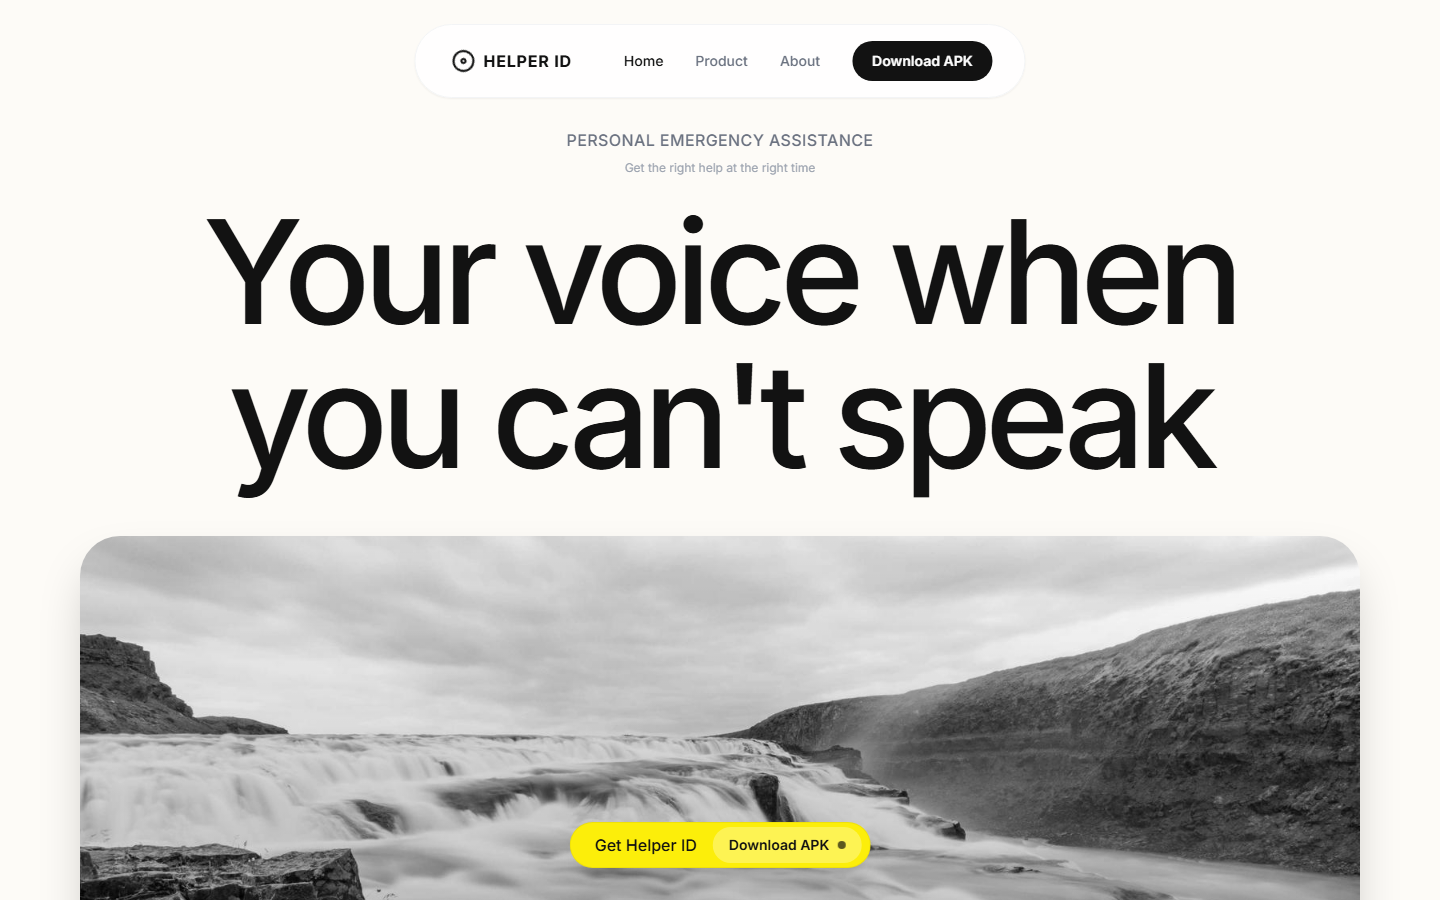 HELPER ID
Home
Product
About
Download APK
PERSONAL EMERGENCY ASSISTANCE
Get the right help at the right time
Your voice when
you can't speak
Get Helper ID
Download APK